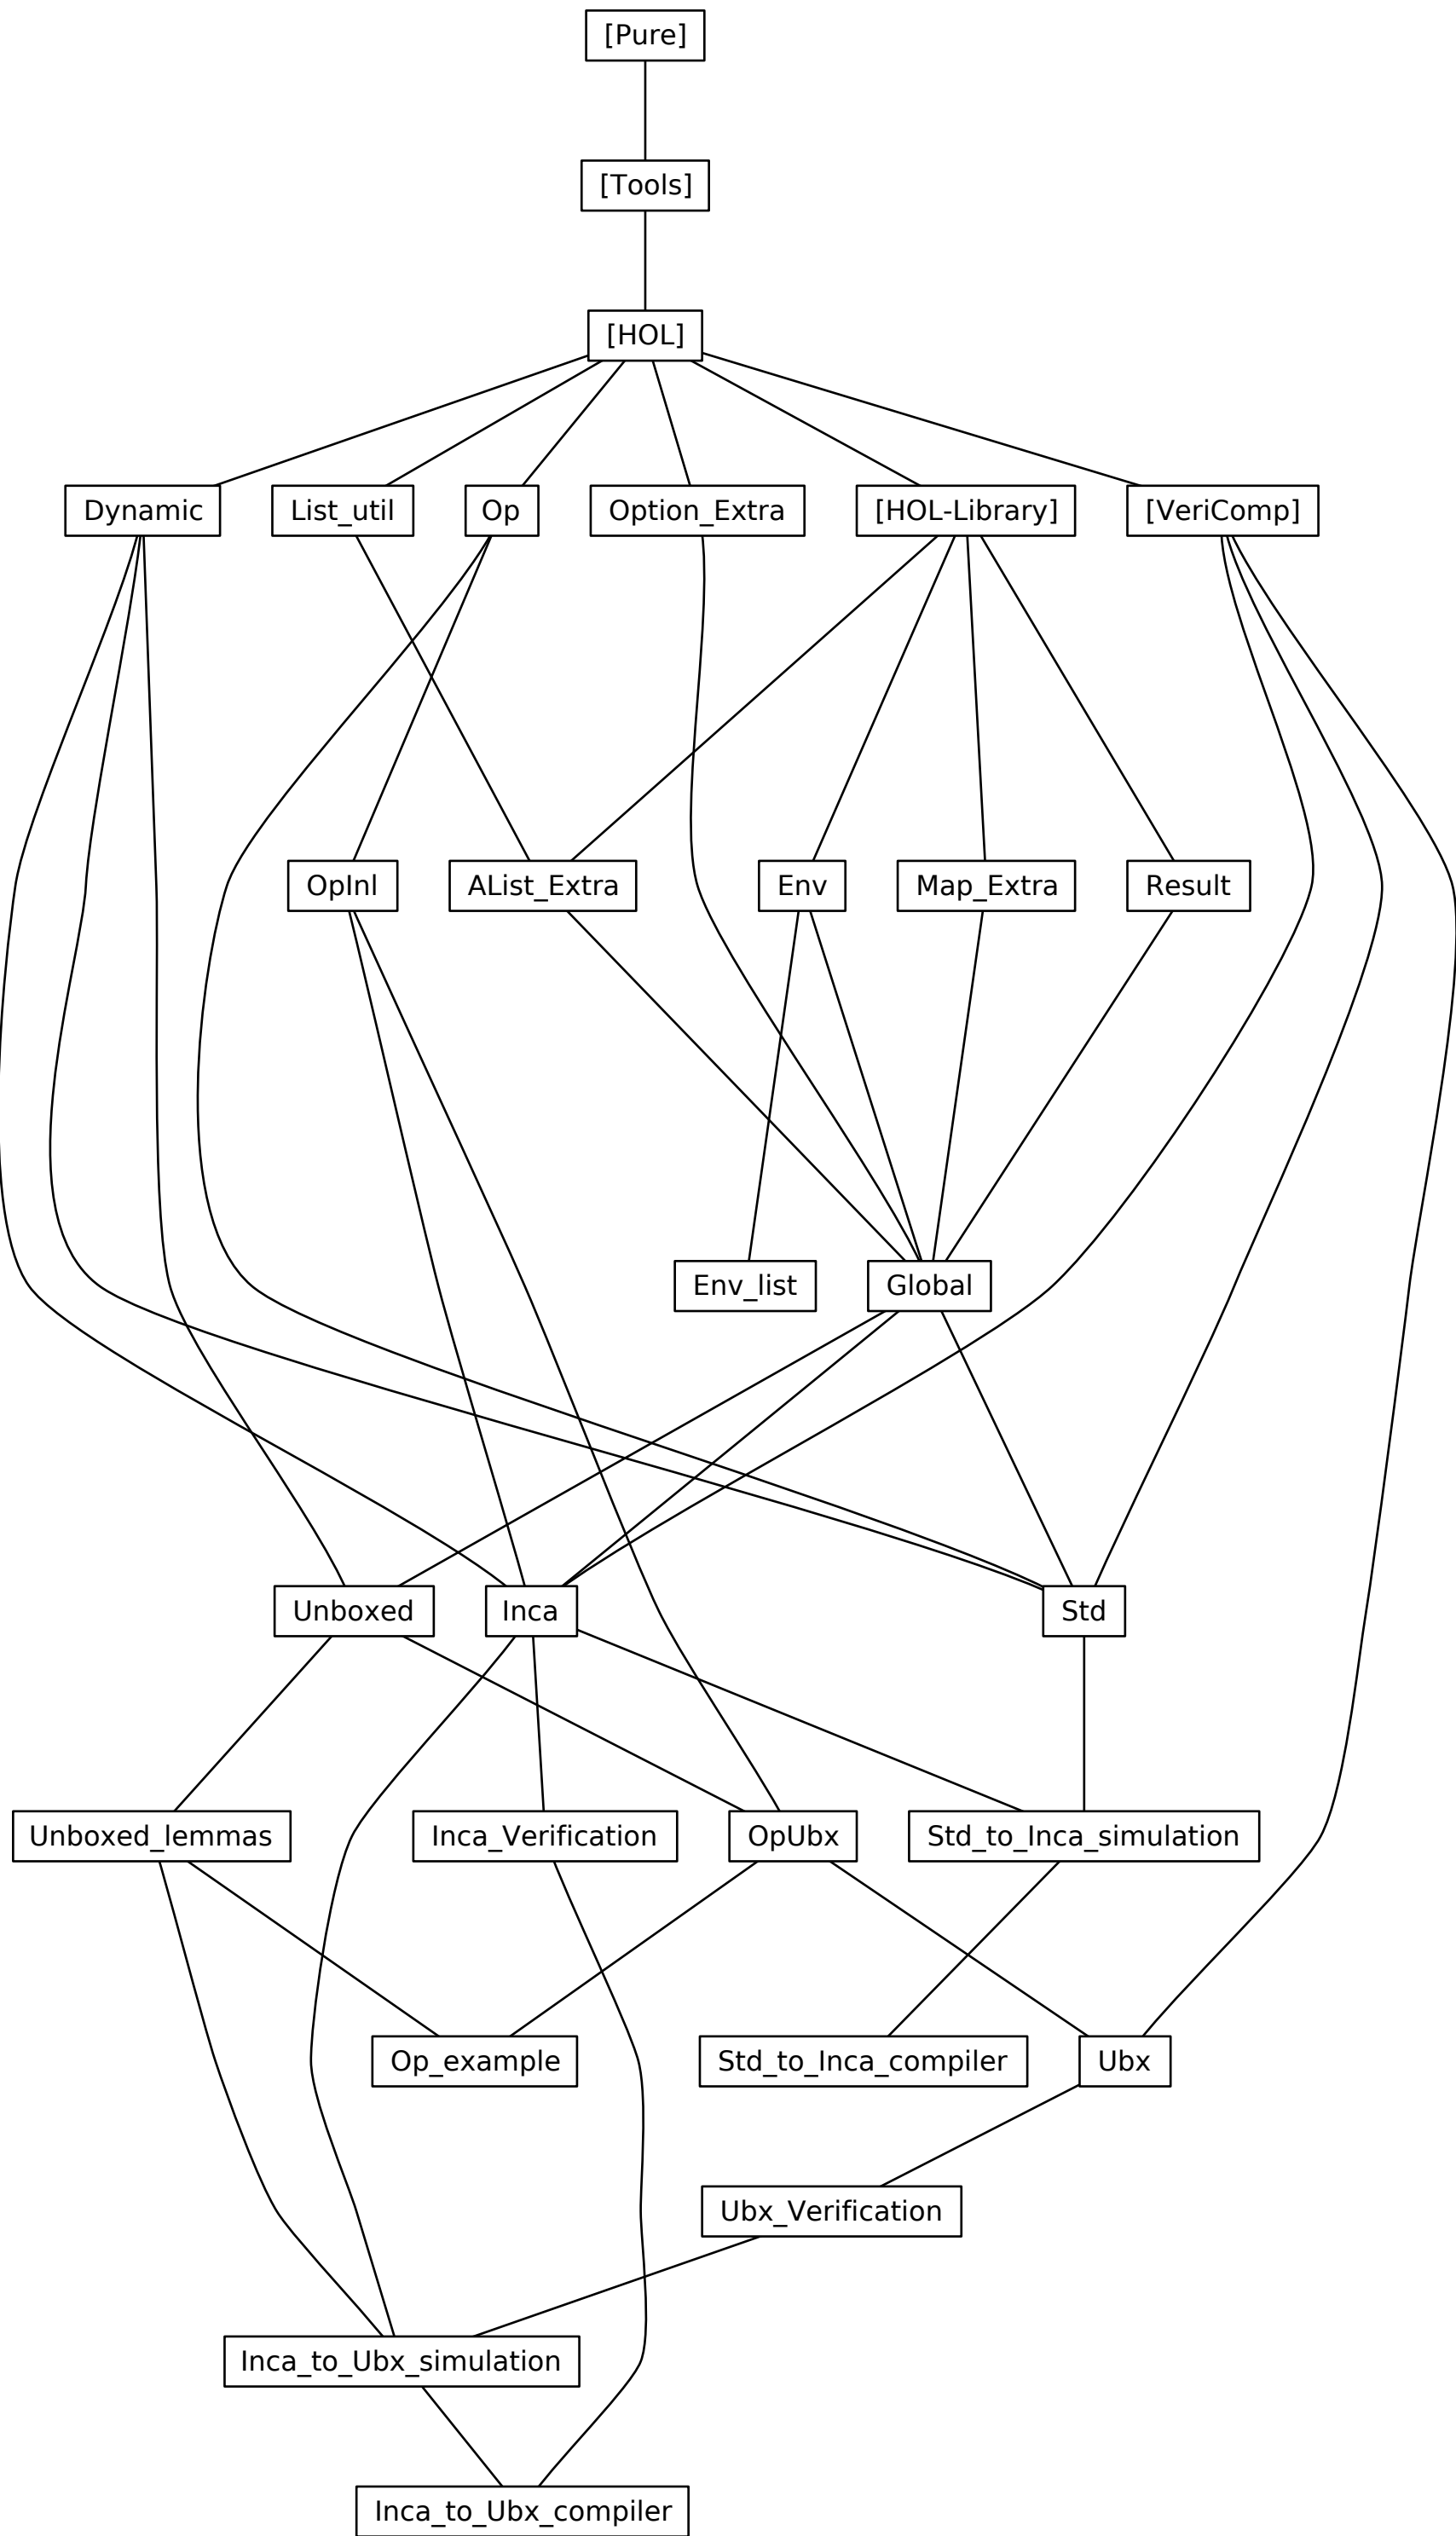 [Pure]
[Tools]
[HOL]
Dynamic
List_util
Op
Option_Extra
[HOL-Library]
[VeriComp]
OpInl
AList_Extra
Env
Map_Extra
Result
Env_list
Global
Unboxed
Inca
Std
Unboxed_lemmas
Inca_Verification
OpUbx
Std_to_Inca_simulation
Op_example
Std_to_Inca_compiler
Ubx
Ubx_Verification
Inca_to_Ubx_simulation
Inca_to_Ubx_compiler